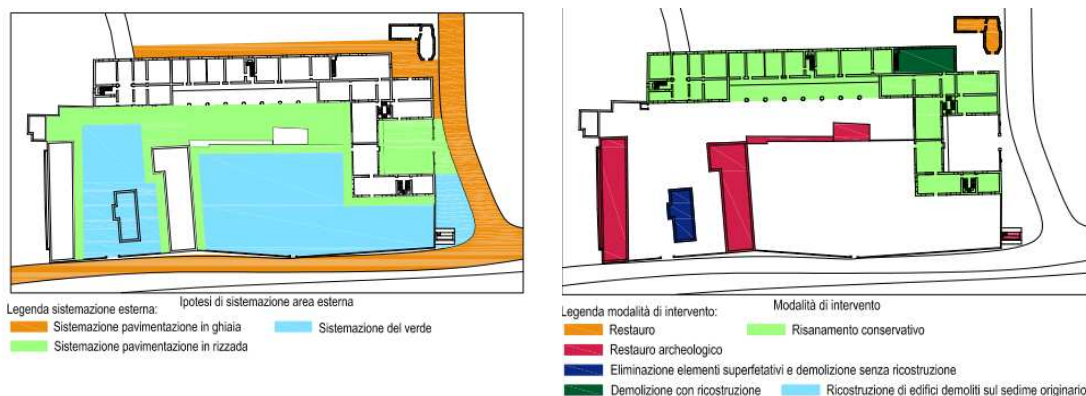 Ipotesi di sistemazione area esterna
Legenda sistemazione esterna:
Sistemazione pavimentazione in ghiaia
Sistemazione del verde
Sistemazione pavimentazione in rizzada
Modalità di intervento
Legenda modalità di intervento:
Restauro
Risanamento conservativo
Restauro archeologico
Eliminazione elementi superfetativi e demolizione senza ricostruzione
Demolizione con ricostruzione
Ricostruzione di edifici demoliti sul sedime originario